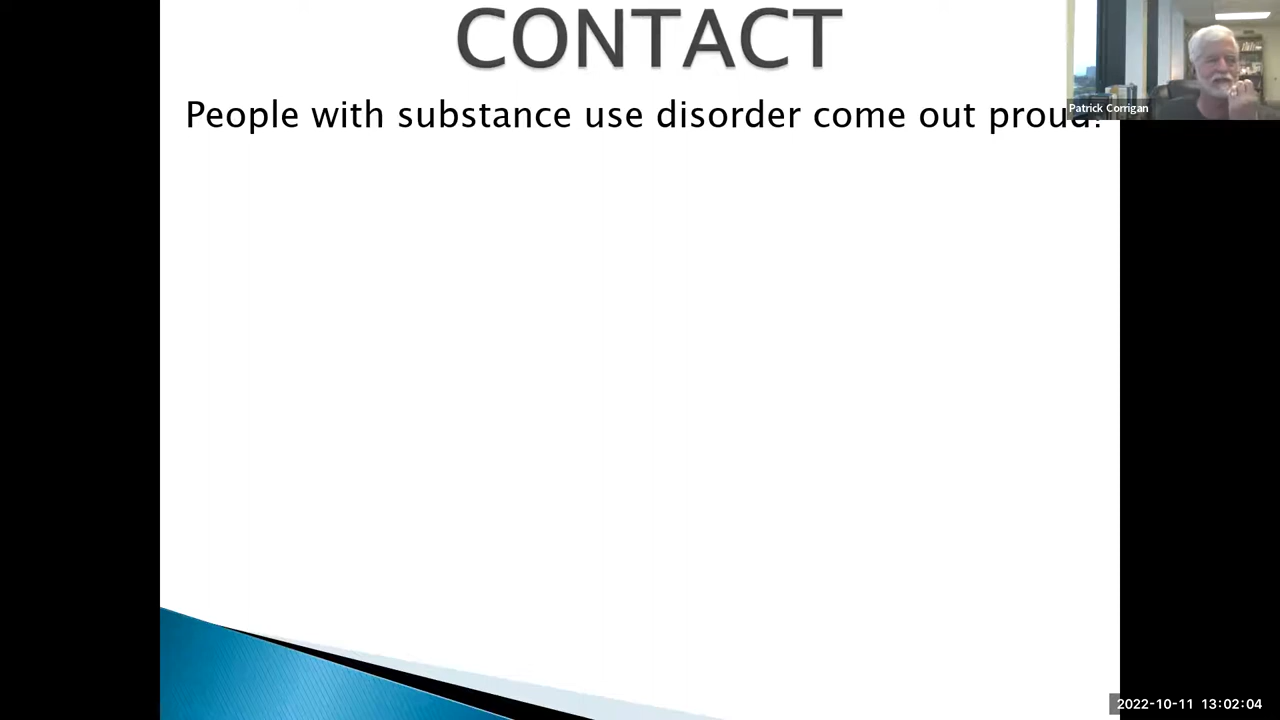 CONTACT
People with substance use disorder come out proud!
Patrick Corrigan
2022-10-11 13:02:04